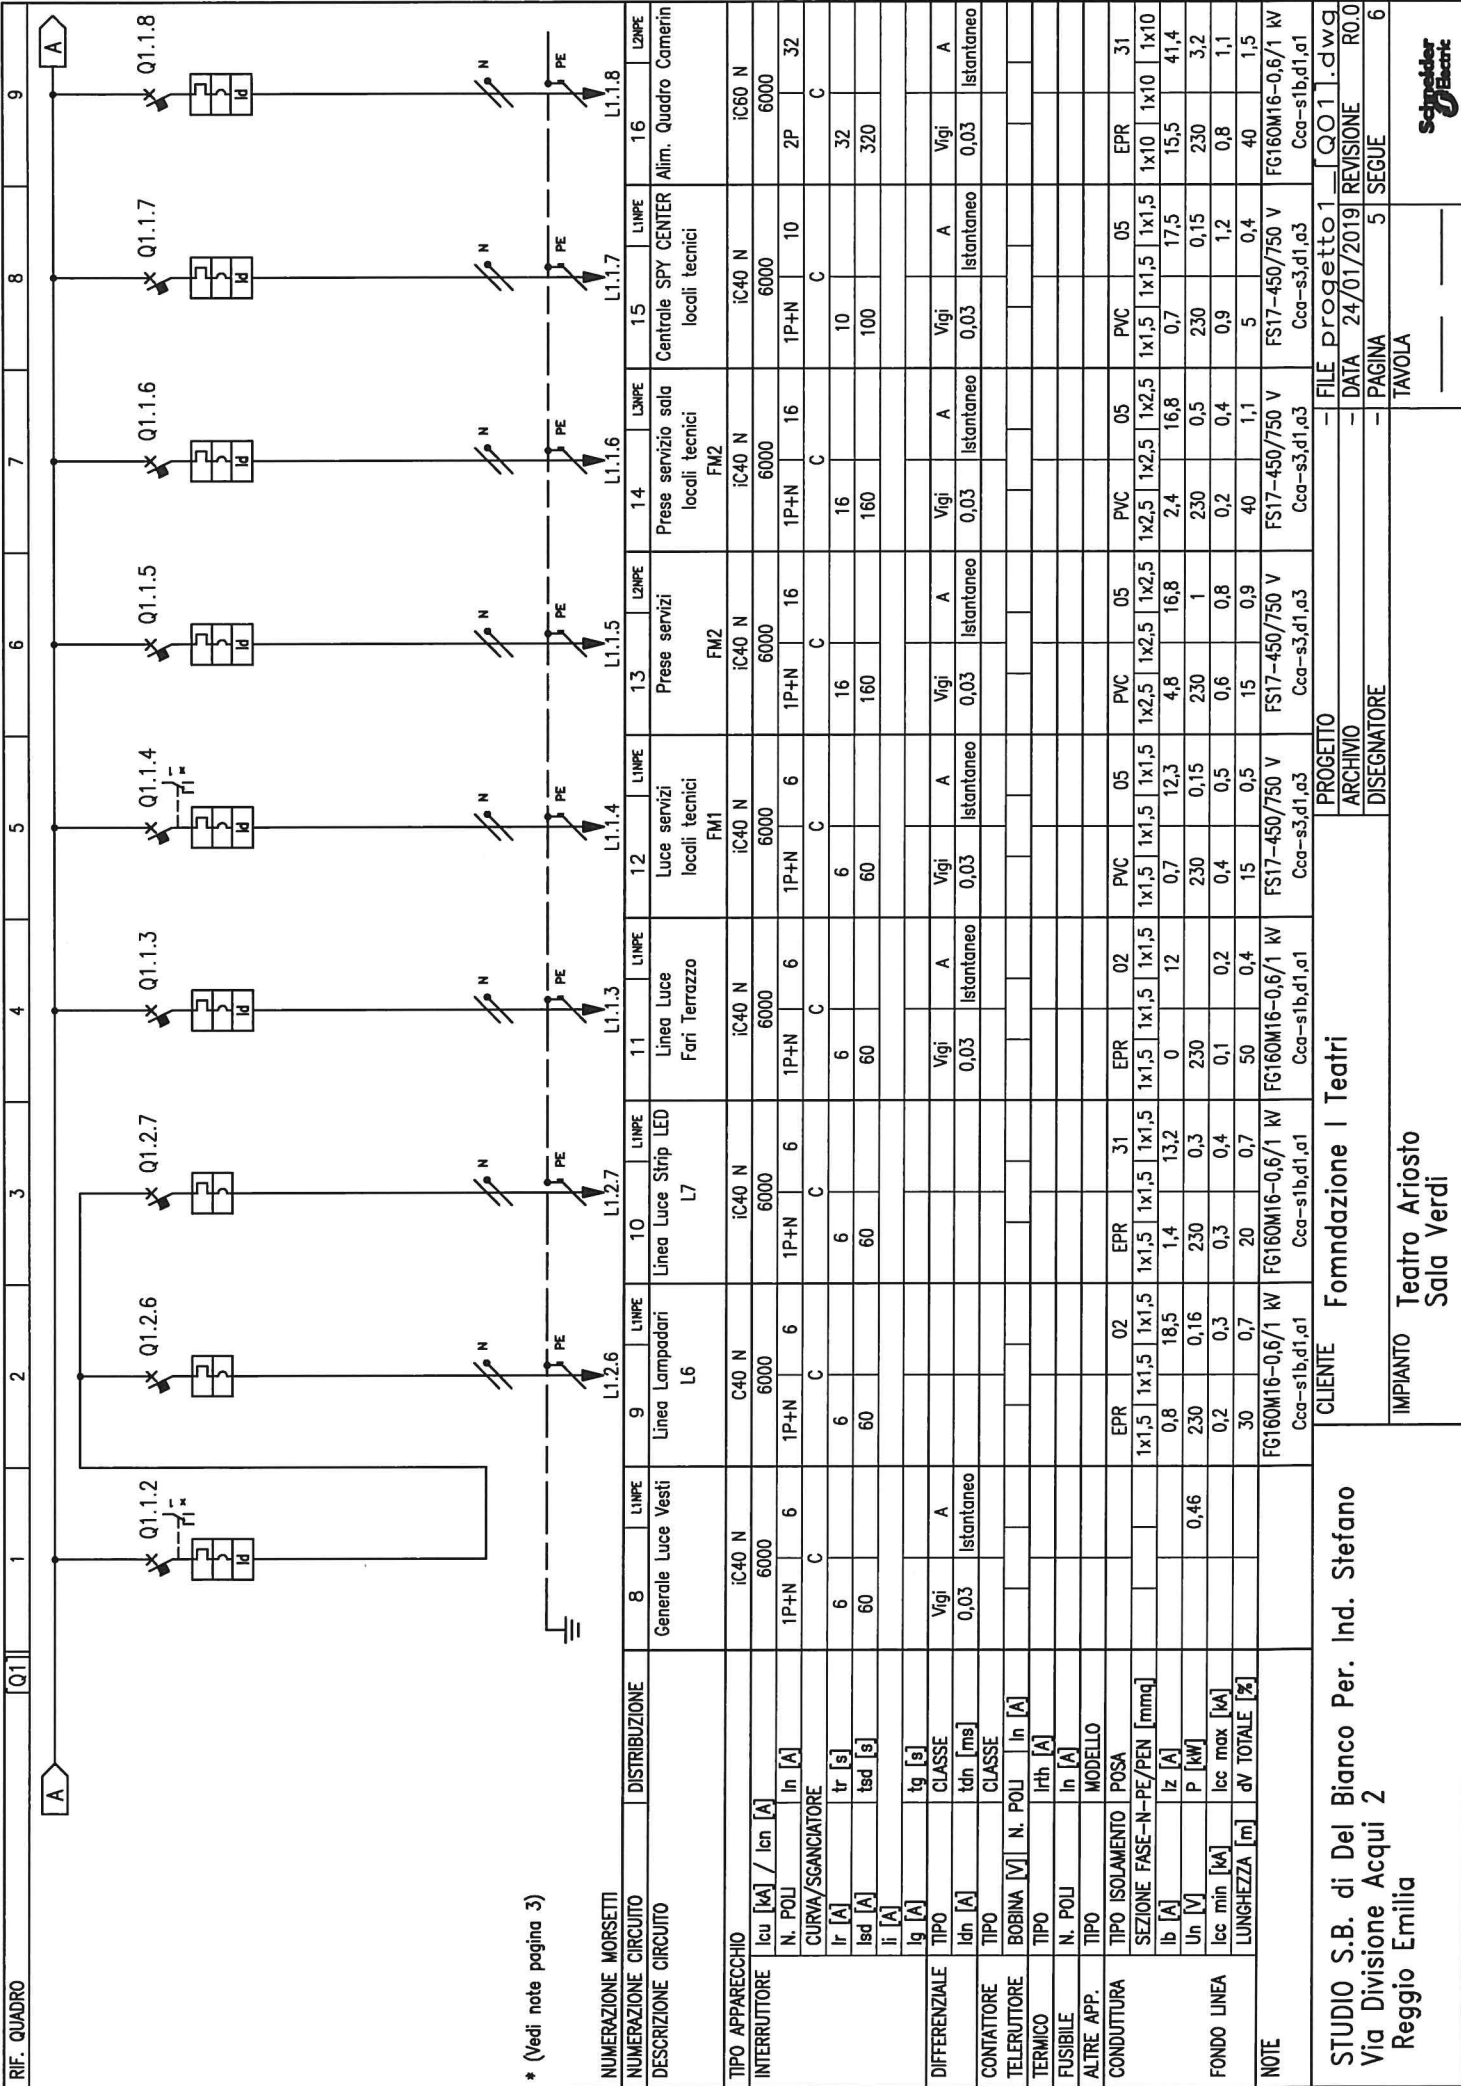 RIF. QUADRO [Q1] 1 2 3 4 5 6 7 8 9
A A
Q1.1.2 Q1.2.6 Q1.2.7 Q1.1.3 Q1.1.4 Q1.1.5 Q1.1.6 Q1.1.7 Q1.1.8
* *
Id Id Id Id Id Id Id
N N N N N N N N
* (Vedi note pagina 3)
PE PE PE PE PE PE PE PE
NUMERAZIONE MORSETTI L1.2.6 L1.2.7 L1.1.3 L1.1.4 L1.1.5 L1.1.6 L1.1.7 L1.1.8
NUMERAZIONE CIRCUITO DISTRIBUZIONE 8 L1NPE 9 L1NPE 10 L1NPE 11 L1NPE 12 L1NPE 13 L2NPE 14 L3NPE 15 L1NPE 16 L2NPE
DESCRIZIONE CIRCUITO Generale Luce Vesti Linea Lampadari Linea Luce Strip LED Linea Luce Luce servizi Prese servizi Prese servizio sala Centrale SPY CENTER Alim. Quadro Camerin
L6 L7 Fari Terrazzo locali tecnici locali tecnici locali tecnici
FM1 FM2 FM2
TIPO APPARECCHIO iC40 N C40 N iC40 N iC40 N iC40 N iC40 N iC40 N iC40 N iC60 N
INTERRUTTORE Icu [kA] / Icn [A] 6000 6000 6000 6000 6000 6000 6000 6000 6000
N. POLI In [A] 1P+N 6 1P+N 6 1P+N 6 1P+N 6 1P+N 6 1P+N 16 1P+N 16 1P+N 10 2P 32
CURVA/SGANCIATORE C C C C C C C C C
Ir [A] tr [s] 6 6 6 6 6 16 16 10 32
Isd [A] tsd [s] 60 60 60 60 60 160 160 100 320
Ii [A]
Ig [A] tg [s]
DIFFERENZIALE TIPO CLASSE Vigi A Vigi A Vigi A Vigi A Vigi A Vigi A Vigi A
Idn [A] tdn [ms] 0,03 Istantaneo 0,03 Istantaneo 0,03 Istantaneo 0,03 Istantaneo 0,03 Istantaneo 0,03 Istantaneo 0,03 Istantaneo
CONTATTORE TIPO CLASSE
TELERUTTORE BOBINA [V] N. POLI In [A]
TERMICO TIPO Irth [A]
FUSIBILE N. POLI In [A]
ALTRE APP. TIPO MODELLO
CONDUTTURA TIPO ISOLAMENTO POSA EPR 02 EPR 31 EPR 02 PVC 05 PVC 05 PVC 05 PVC 05 EPR 31
SEZIONE FASE-N-PE/PEN [mmq] 1x1,5 1x1,5 1x1,5 1x1,5 1x1,5 1x1,5 1x1,5 1x1,5 1x1,5 1x1,5 1x1,5 1x1,5 1x2,5 1x2,5 1x2,5 1x2,5 1x2,5 1x2,5 1x1,5 1x1,5 1x1,5 1x10 1x10 1x10
Ib [A] Iz [A] 0,8 18,5 1,4 13,2 0 12 0,7 12,3 4,8 16,8 2,4 16,8 0,7 17,5 15,5 41,4
Un [V] P [kW] 0,46 230 0,16 230 0,3 230 230 0,15 230 1 230 0,5 230 0,15 230 3,2
FONDO LINEA Icc min [kA] Icc max [kA] 0,2 0,3 0,3 0,4 0,1 0,2 0,4 0,5 0,6 0,8 0,2 0,4 0,9 1,2 0,8 1,1
LUNGHEZZA [m] dV TOTALE [%] 30 0,7 20 0,7 50 0,4 15 0,5 15 0,9 40 1,1 5 0,4 40 1,5
NOTE FG16OM16-0,6/1 kV FG16OM16-0,6/1 kV FG16OM16-0,6/1 kV FS17-450/750 V FS17-450/750 V FS17-450/750 V FS17-450/750 V FG16OM16-0,6/1 kV
Cca-s1b,d1,a1 Cca-s1b,d1,a1 Cca-s1b,d1,a1 Cca-s3,d1,a3 Cca-s3,d1,a3 Cca-s3,d1,a3 Cca-s3,d1,a3 Cca-s1b,d1,a1
STUDIO S.B. di Del Bianco Per. Ind. Stefano
Via Divisione Acqui 2
Reggio Emilia
CLIENTE Fomndazione I Teatri
IMPIANTO Teatro Ariosto
Sala Verdi
PROGETTO -
ARCHIVIO -
DISEGNATORE -
FILE progetto1_[Q01].dwg
DATA 24/01/2019 REVISIONE R0.0
PAGINA 5 SEGUE 6
TAVOLA
Schneider
Electric